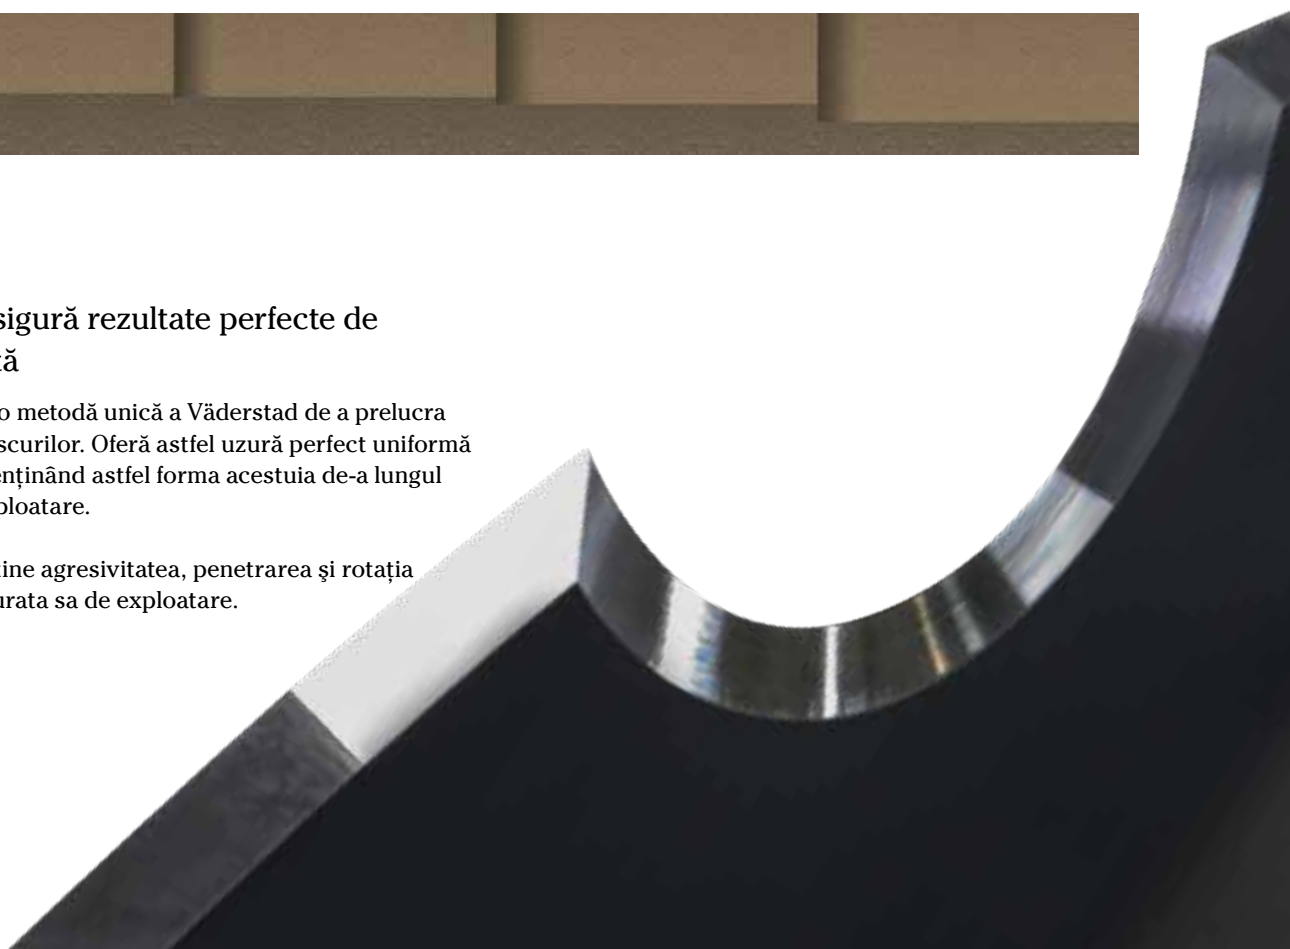 sigură rezultate perfecte de
tă
o metodă unică a Väderstad de a prelucra
scurilor. Oferă astfel uzură perfect uniformă
enținând astfel forma acestuia de-a lungul
ploatare.
ine agresivitatea, penetrarea şi rotația
urata sa de exploatare.